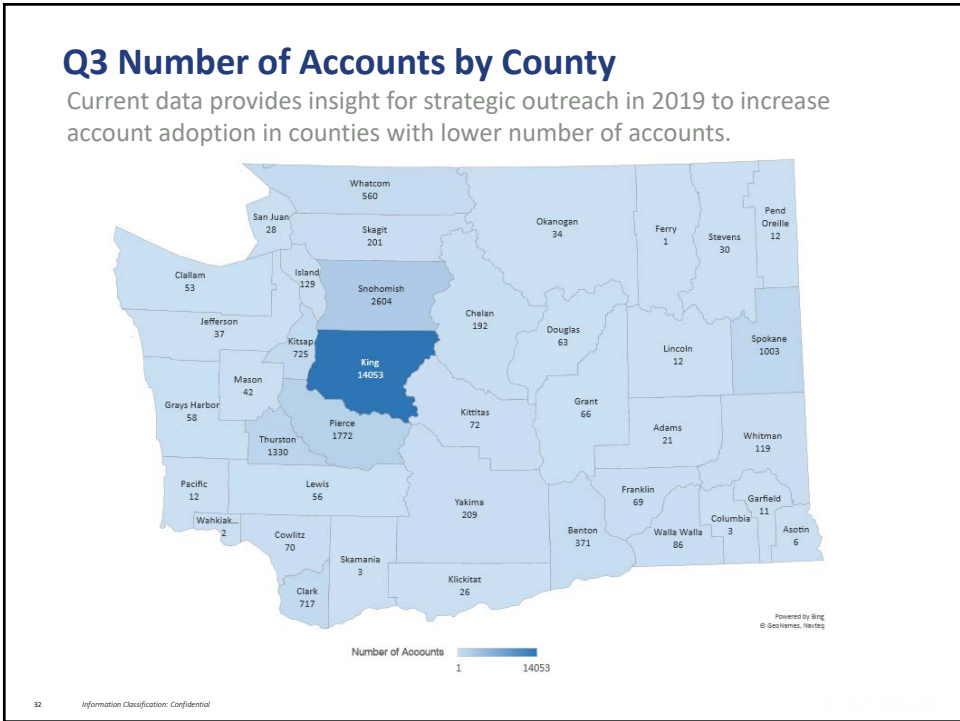 Q3 Number of Accounts by County
Current data provides insight for strategic outreach in 2019 to increase
account adoption in counties with lower number of accounts.
Whatcom
560
San Juan
28
Skagit
201
Okanogan
34
Ferry
1
Stevens
30
Pend
Oreille
12
Clallam
53
Island
129
Snohomish
2604
Chelan
192
Jefferson
37
Kitsap
725
King
14053
Douglas
63
Lincoln
12
Spokane
1003
Mason
42
Grays Harbor
58
Grant
66
Kittitas
72
Pierce
1772
Thurston
1330
Adams
21
Whitman
119
Pacific
12
Lewis
56
Yakima
209
Franklin
69
Garfield
11
Wahkiak...
2
Cowlitz
70
Benton
371
Walla Walla
86
Columbia
3
Asotin
6
Skamania
3
Klickitat
26
Clark
717
Powered by Bing
© GeoNames, Navteq
Number of Accounts
1 14053
32 Information Classification: Confidential